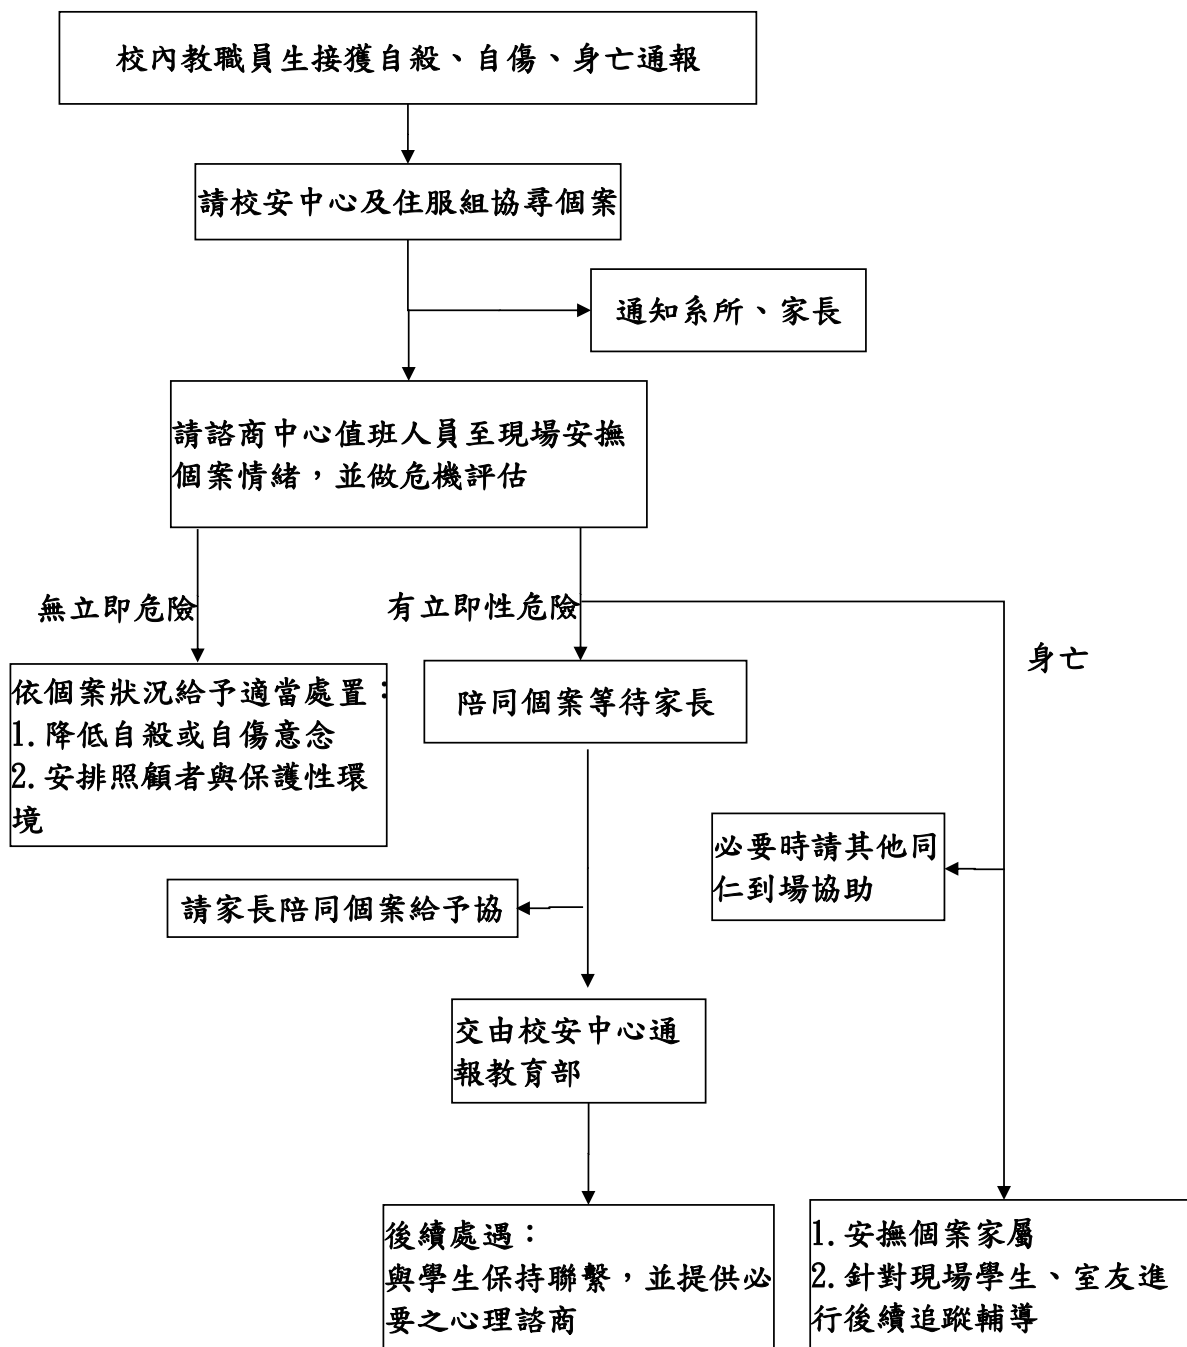 校內教職員生接獲自殺、自傷、身亡通報
請校安中心及住服組協尋個案
通知系所、家長
請諮商中心值班人員至現場安撫
個案情緒，並做危機評估
無立即危險
有立即性危險
身亡
依個案狀況給予適當處置：
1.降低自殺或自傷意念
2.安排照顧者與保護性環
境
陪同個案等待家長
必要時請其他同
仁到場協助
請家長陪同個案給予協
交由校安中心通
報教育部
後續處遇：
與學生保持聯繫，並提供必
要之心理諮商
1.安撫個案家屬
2.針對現場學生、室友進
行後續追蹤輔導